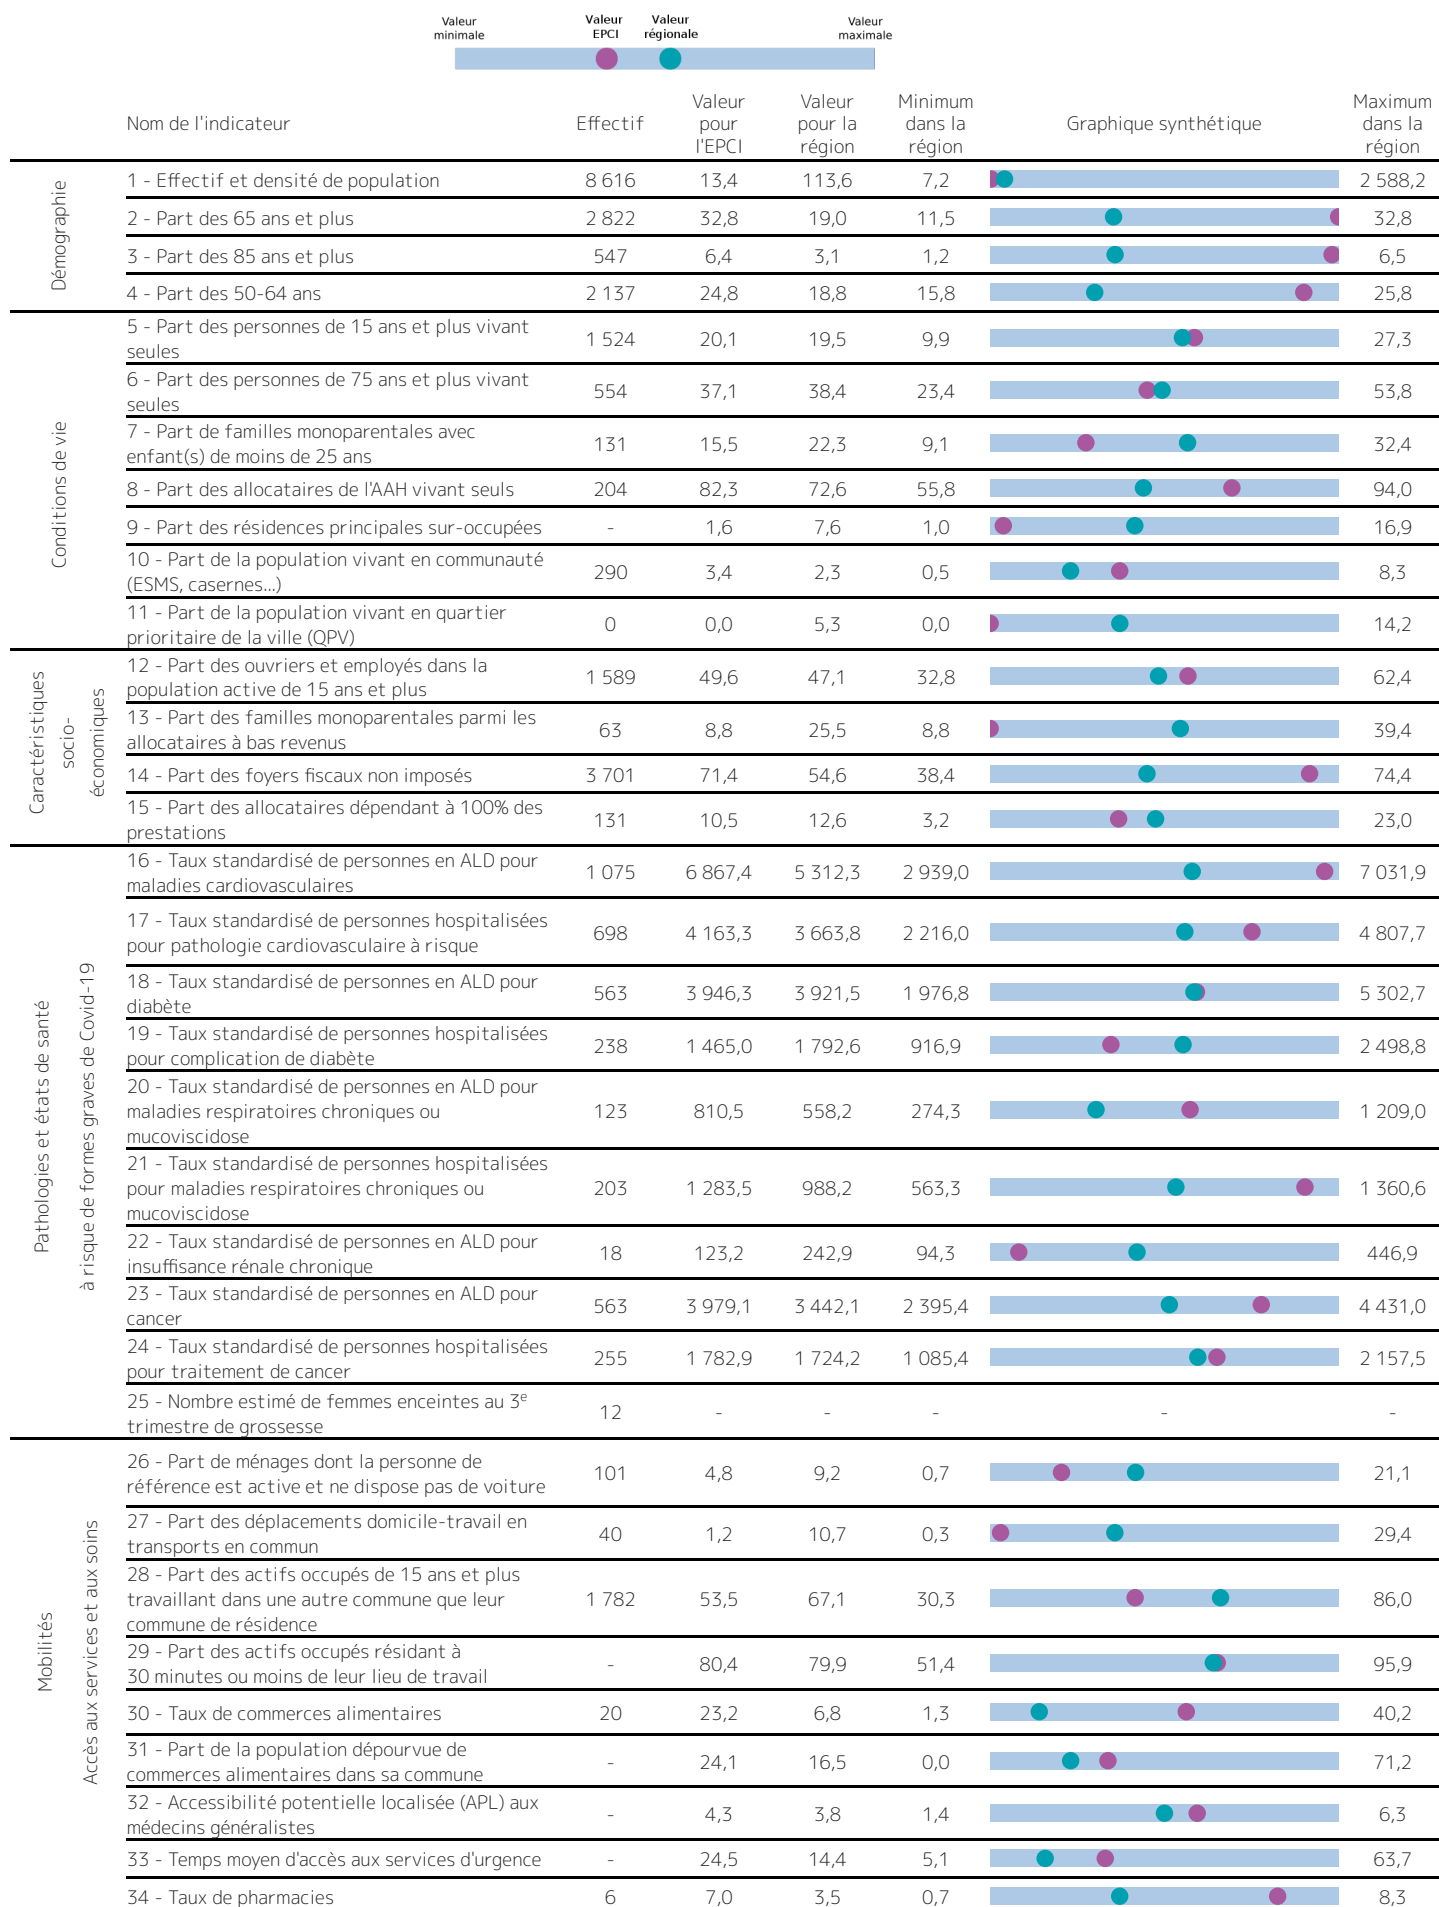 Valeur minimale
Valeur EPCI
Valeur régionale
Valeur maximale
Nom de l'indicateur Effectif Valeur pour l'EPCI Valeur pour la région Minimum dans la région Graphique synthétique Maximum dans la région
Démographie
1 - Effectif et densité de population 8 616 13,4 113,6 7,2 2 588,2
2 - Part des 65 ans et plus 2 822 32,8 19,0 11,5 32,8
3 - Part des 85 ans et plus 547 6,4 3,1 1,2 6,5
4 - Part des 50-64 ans 2 137 24,8 18,8 15,8 25,8
Conditions de vie
5 - Part des personnes de 15 ans et plus vivant
seules 1 524 20,1 19,5 9,9 27,3
6 - Part des personnes de 75 ans et plus vivant
seules 554 37,1 38,4 23,4 53,8
7 - Part de familles monoparentales avec
enfant(s) de moins de 25 ans 131 15,5 22,3 9,1 32,4
8 - Part des allocataires de l'AAH vivant seuls 204 82,3 72,6 55,8 94,0
9 - Part des résidences principales sur-occupées - 1,6 7,6 1,0 16,9
10 - Part de la population vivant en communauté
(ESMS, casernes...) 290 3,4 2,3 0,5 8,3
11 - Part de la population vivant en quartier
prioritaire de la ville (QPV) 0 0,0 5,3 0,0 14,2
Caractéristiques
socio-
économiques
12 - Part des ouvriers et employés dans la
population active de 15 ans et plus 1 589 49,6 47,1 32,8 62,4
13 - Part des familles monoparentales parmi les
allocataires à bas revenus 63 8,8 25,5 8,8 39,4
14 - Part des foyers fiscaux non imposés 3 701 71,4 54,6 38,4 74,4
15 - Part des allocataires dépendant à 100% des
prestations 131 10,5 12,6 3,2 23,0
Pathologies et états de santé
à risque de formes graves de Covid-19
16 - Taux standardisé de personnes en ALD pour
maladies cardiovasculaires 1 075 6 867,4 5 312,3 2 939,0 7 031,9
17 - Taux standardisé de personnes hospitalisées
pour pathologie cardiovasculaire à risque 698 4 163,3 3 663,8 2 216,0 4 807,7
18 - Taux standardisé de personnes en ALD pour
diabète 563 3 946,3 3 921,5 1 976,8 5 302,7
19 - Taux standardisé de personnes hospitalisées
pour complication de diabète 238 1 465,0 1 792,6 916,9 2 498,8
20 - Taux standardisé de personnes en ALD pour
maladies respiratoires chroniques ou
mucoviscidose 123 810,5 558,2 274,3 1 209,0
21 - Taux standardisé de personnes hospitalisées
pour maladies respiratoires chroniques ou
mucoviscidose 203 1 283,5 988,2 563,3 1 360,6
22 - Taux standardisé de personnes en ALD pour
insuffisance rénale chronique 18 123,2 242,9 94,3 446,9
23 - Taux standardisé de personnes en ALD pour
cancer 563 3 979,1 3 442,1 2 395,4 4 431,0
24 - Taux standardisé de personnes hospitalisées
pour traitement de cancer 255 1 782,9 1 724,2 1 085,4 2 157,5
25 - Nombre estimé de femmes enceintes au 3e
trimestre de grossesse 12 - - - - -
Mobilités
Accès aux services et aux soins
26 - Part de ménages dont la personne de
référence est active et ne dispose pas de voiture 101 4,8 9,2 0,7 21,1
27 - Part des déplacements domicile-travail en
transports en commun 40 1,2 10,7 0,3 29,4
28 - Part des actifs occupés de 15 ans et plus
travaillant dans une autre commune que leur
commune de résidence 1 782 53,5 67,1 30,3 86,0
29 - Part des actifs occupés résidant à
30 minutes ou moins de leur lieu de travail - 80,4 79,9 51,4 95,9
30 - Taux de commerces alimentaires 20 23,2 6,8 1,3 40,2
31 - Part de la population dépourvue de
commerces alimentaires dans sa commune - 24,1 16,5 0,0 71,2
32 - Accessibilité potentielle localisée (APL) aux
médecins généralistes - 4,3 3,8 1,4 6,3
33 - Temps moyen d'accès aux services d'urgence - 24,5 14,4 5,1 63,7
34 - Taux de pharmacies 6 7,0 3,5 0,7 8,3